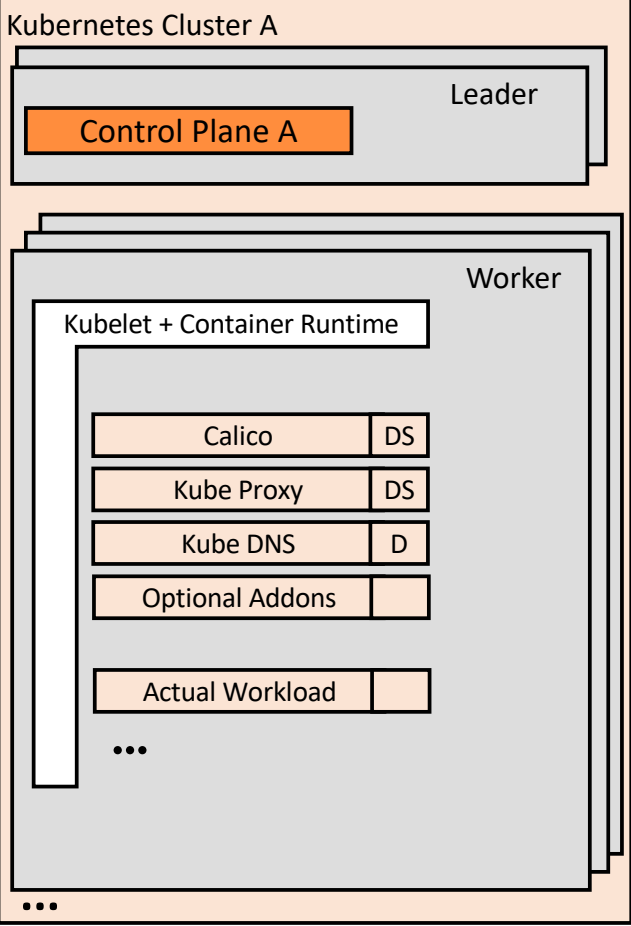 Kubernetes Cluster A
Leader
Control Plane A
Worker
Kubelet + Container Runtime
Calico DS
Kube Proxy DS
Kube DNS D
Optional Addons
Actual Workload
...
...